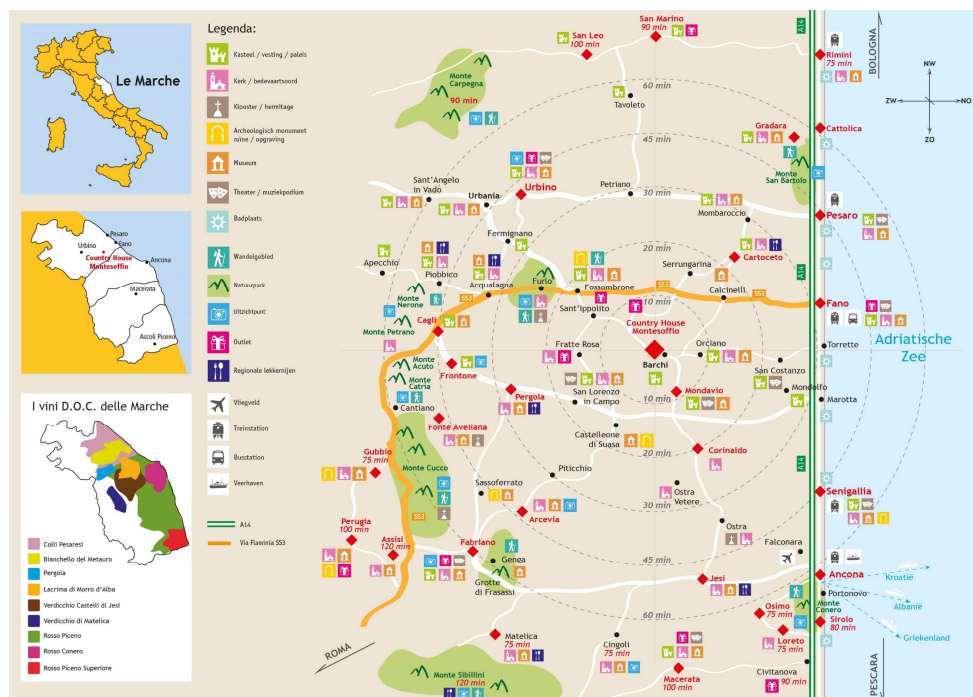 Le Marche
Pesaro
Fano
Urbino
Country House
Montesoffio
Ancona
Macerata
Ascoli Piceno
I vini D.O.C. delle Marche
Colli Pesaresi
Bianchello del Metauro
Pergola
Lacrima di Morro d'Alba
Verdicchio Castelli di Jesi
Verdicchio di Matelica
Rosso Piceno
Rosso Conero
Rosso Piceno Superiore
Legenda:
Kasteel / vesting / paleis
Kerk / bedevaartsoord
Klooster / hermitage
Archeologisch monument
ruïne / opgraving
Museum
Theater / muziekpodium
Badplaats
Wandelgebied
Natuurpark
Uitzichtpunt
Outlet
Regionale lekkernijen
Vliegveld
Treinstation
Busstation
Veerhaven
A14
Via Flaminia SS3
San Marino
90 min
San Leo
100 min
A14
BOLOGNA
Rimini
75 min
NW
ZW
NO
ZO
Monte
Carpegna
90 min
Tavoleto
60 min
Gradara
Cattolica
45 min
Monte
San Bartolo
Sant'Angelo
in Vado
Urbania
Urbino
Petriano
30 min
Mombaroccio
Pesaro
Fermignano
20 min
Cartoceto
Apecchio
Piobbico
Acqualagna
Furlo
Fossombrone
Serrungarina
Calcinelli
A14
SS3
SS3
SS3
Fano
Monte
Nerone
Monte Petrano
Cagli
Sant'Ippolito
10 min
Country House
Montesoffio
Torrette
Adriatische
Zee
Monte
Acuto
Monte
Catria
Frontone
Fratte Rosa
Barchi
Orciano
San Costanzo
Mondolfo
Marotta
Cantiano
Pergola
San Lorenzo
in Campo
10 min
Mondavio
Fonte Avellana
Castelleone
di Suasa
20 min
Corinaldo
A14
Gubbio
75 min
Monte Cucco
Sassoferrato
Piticchio
30 min
Ostra
Vetere
Senigallia
SS3
Arcevia
Ostra
Perugia
100 min
Assisi
120 min
Fabriano
Genga
Grotte
di Frasassi
45 min
Falconara
Jesi
Ancona
Kroatië
Portonovo
Albanië
Monte
Conero
Griekenland
60 min
Osimo
75 min
Sirolo
80 min
Loreto
75 min
ROMA
Matelica
75 min
Cingoli
75 min
Macerata
100 min
Civitanova
90 min
Monte Sibillini
120 min
PESCARA